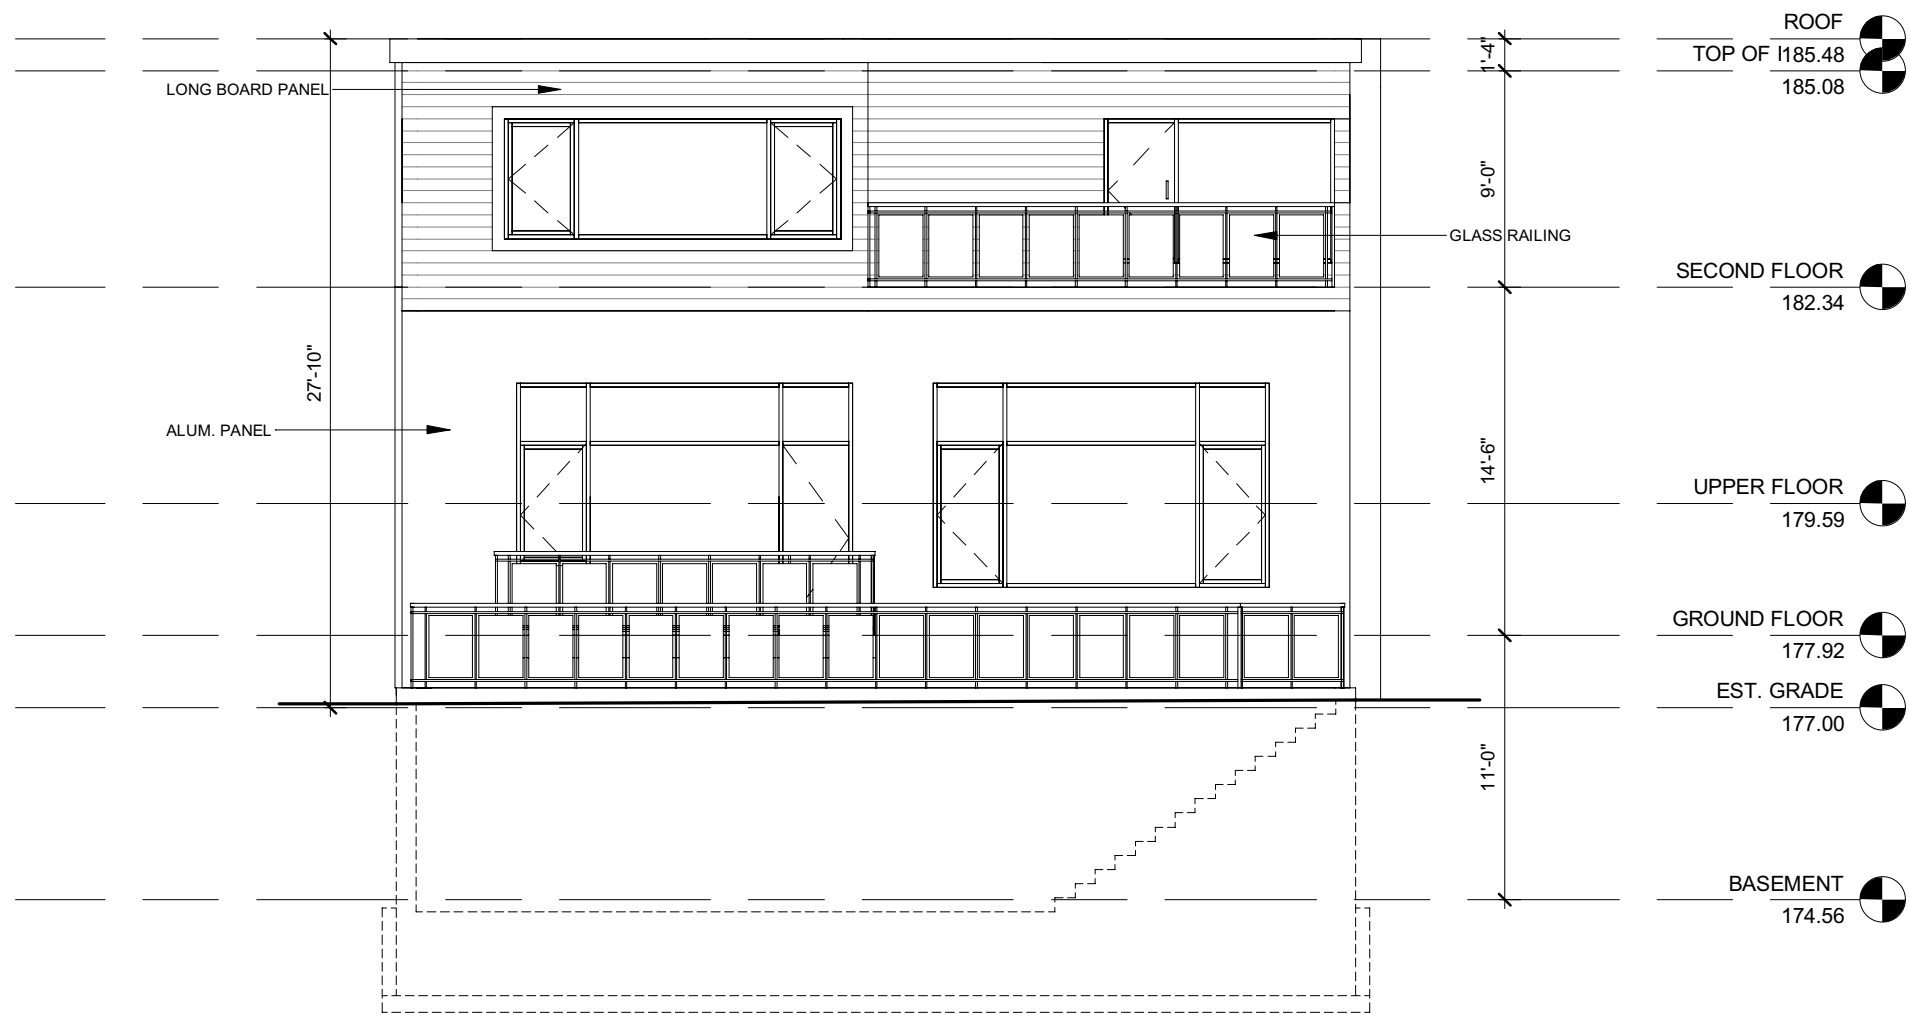 ROOF
185.48
TOP OF
185.08
1'-4"
LONG BOARD PANEL
9'-0"
GLASS RAILING
SECOND FLOOR
182.34
27'-10"
ALUM. PANEL
14'-6"
UPPER FLOOR
179.59
GROUND FLOOR
177.92
EST. GRADE
177.00
11'-0"
BASEMENT
174.56